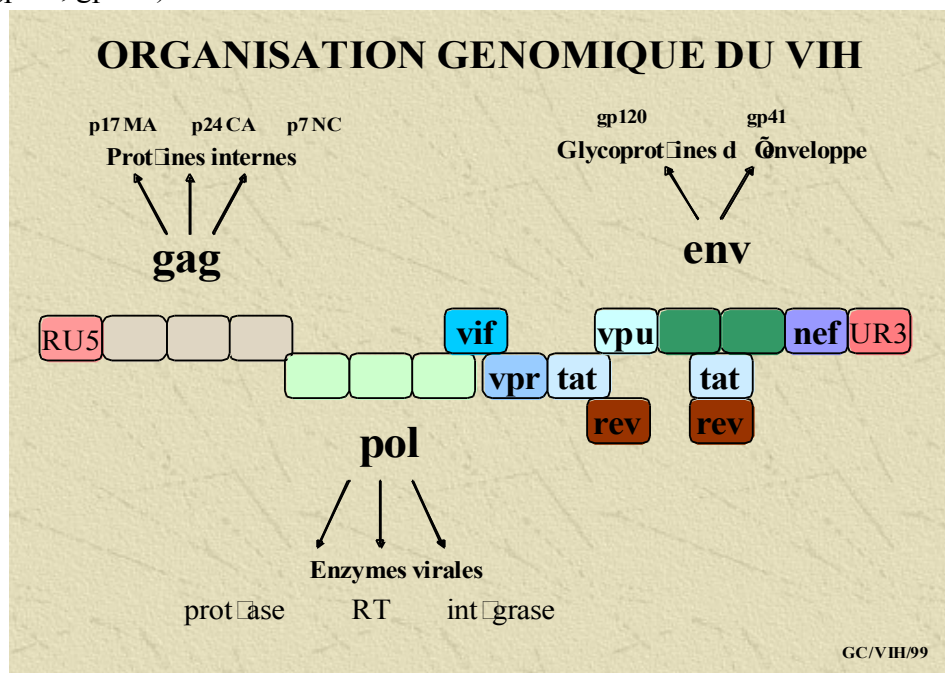 ORGANISATION GENOMIQUE DU VIH
p17 MA p24 CA p7 NC
Prot□ines internes
gp120 gp41
Glycoprot□ines d Õenveloppe
gag
env
RU5 vif vpu nef UR3
vpr tat tat
rev rev
pol
Enzymes virales
prot□ase RT int□grase
GC/VIH/99